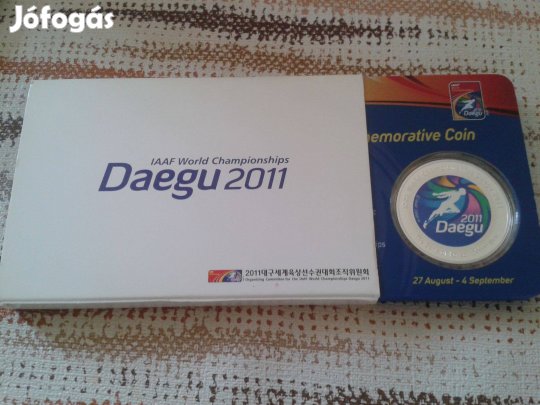 Jófogás
IAAF World Championships
Daegu 2011
2011대구세계육상선수권대회조직위원회
Organising Committee for the IAAF World Championships Daegu 2011
Daegu
memorative Coin
2011
Daegu
27 August - 4 September